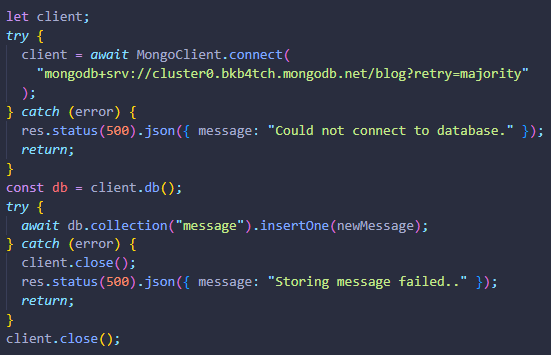 let client;
try {
client = await MongoClient.connect(
"mongodb+srv://cluster0.bkb4tch.mongodb.net/blog?retry=majority"
);
} catch (error) {
res.status(500).json({ message: "Could not connect to database." });
return;
}
const db = client.db();
try {
await db.collection("message").insertOne(newMessage);
} catch (error) {
client.close();
res.status(500).json({ message: "Storing message failed.." });
return;
}
client.close();